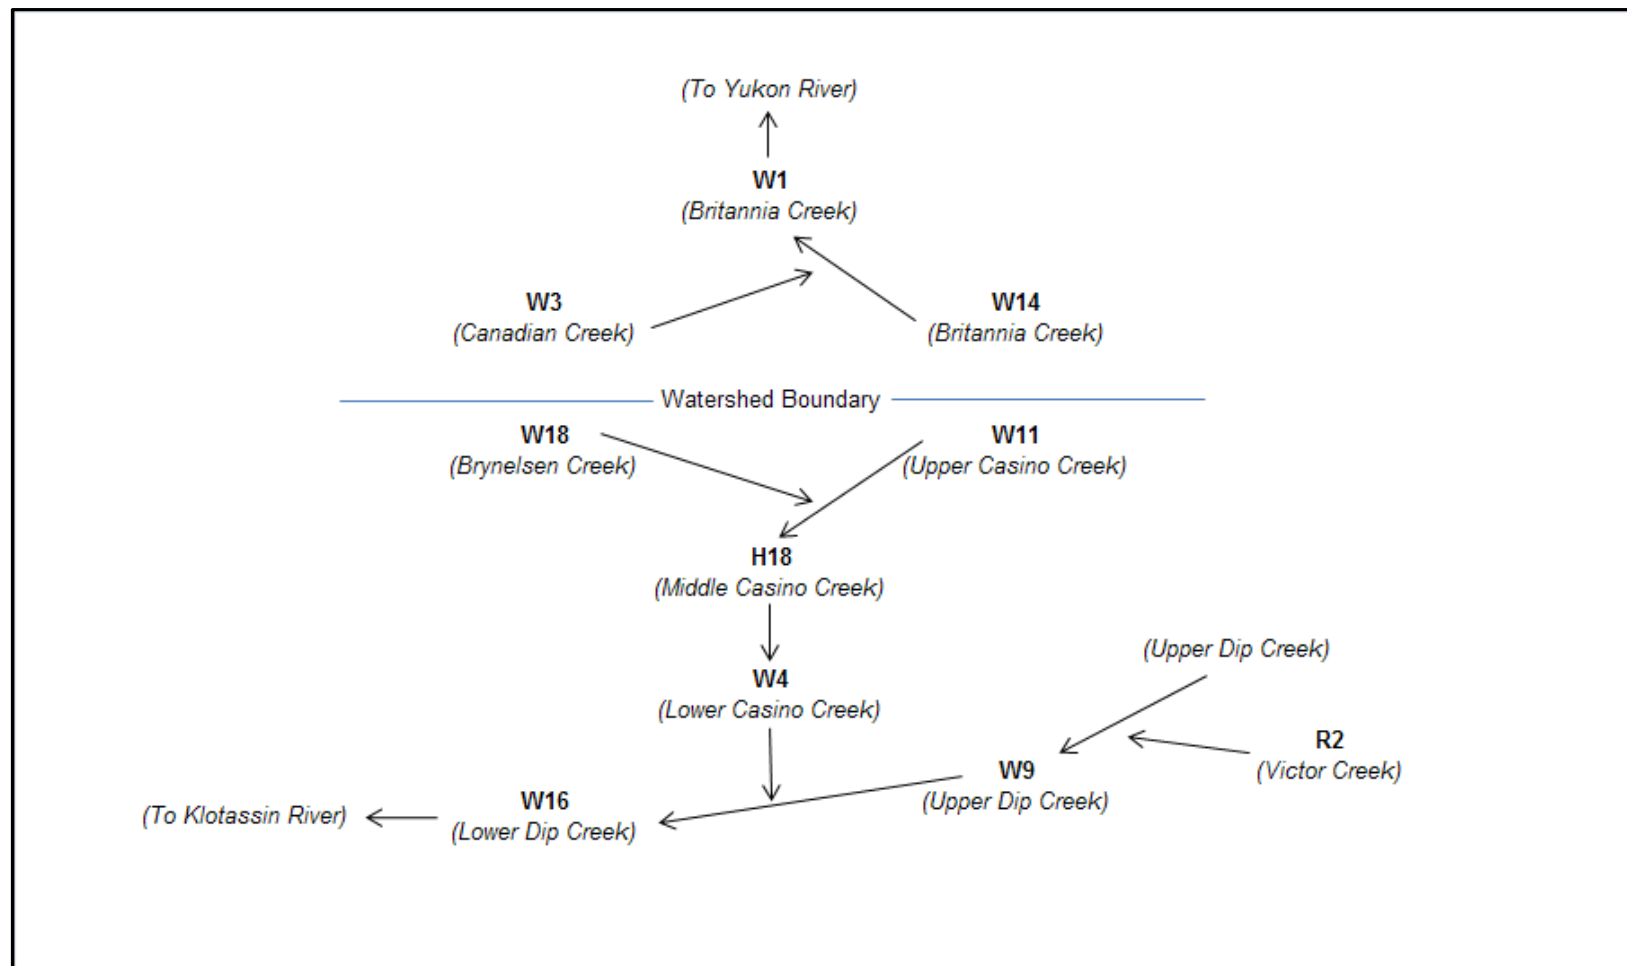 (To Yukon River)
W1
(Britannia Creek)
W3
(Canadian Creek)
W14
(Britannia Creek)
Watershed Boundary
W18
(Brynelsen Creek)
W11
(Upper Casino Creek)
H18
(Middle Casino Creek)
(Upper Dip Creek)
W4
(Lower Casino Creek)
R2
(Victor Creek)
W9
(Upper Dip Creek)
W16
(Lower Dip Creek)
(To Klotassin River)